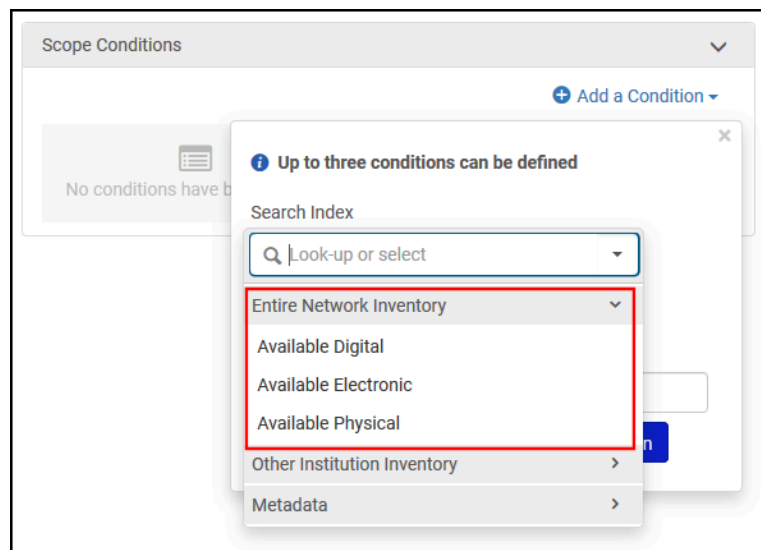 Scope Conditions
Add a Condition
Up to three conditions can be defined
No conditions have b
Search Index
Look-up or select
Entire Network Inventory
Available Digital
Available Electronic
Available Physical
n
Other Institution Inventory
Metadata